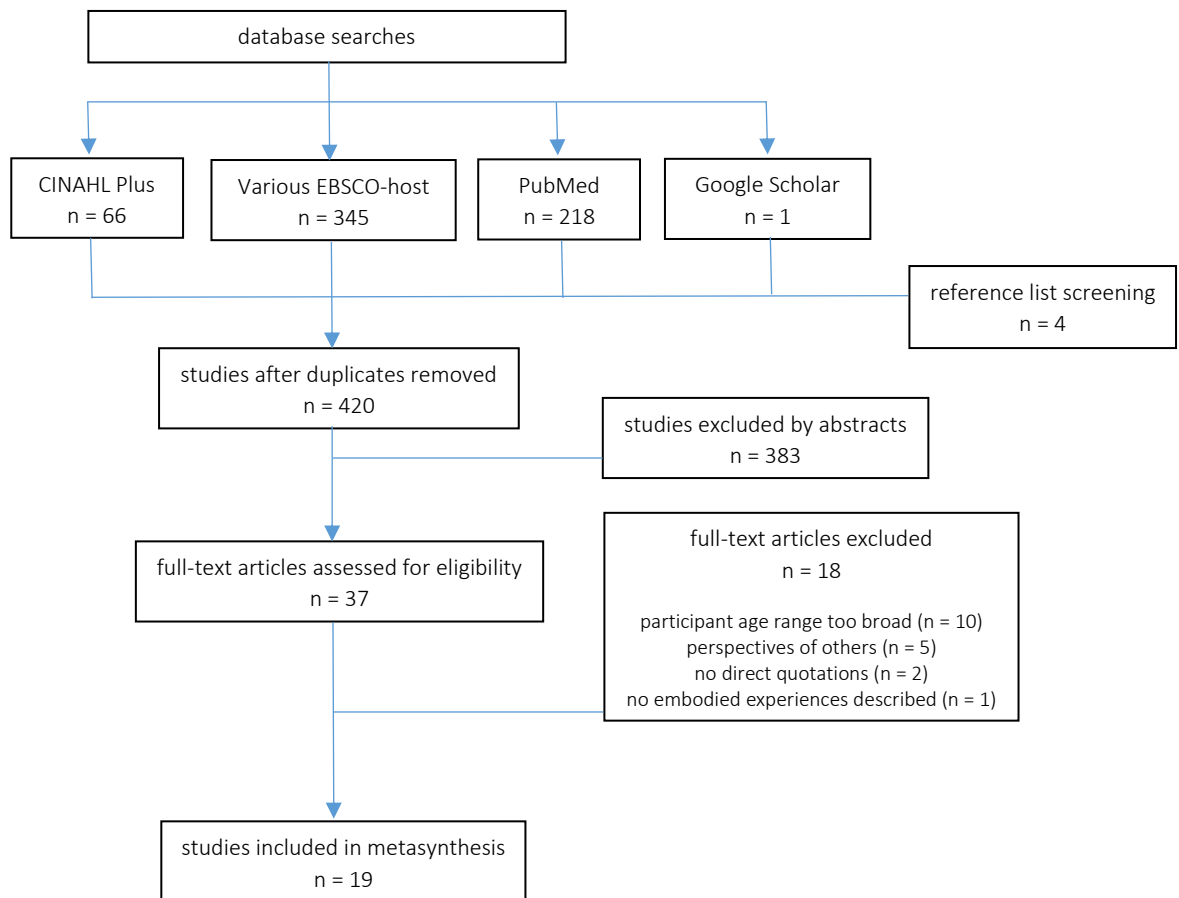 database searches
CINAHL Plus
n = 66
Various EBSCO-host
n = 345
PubMed
n = 218
Google Scholar
n = 1
reference list screening
n = 4
studies after duplicates removed
n = 420
studies excluded by abstracts
n = 383
full-text articles assessed for eligibility
n = 37
full-text articles excluded
n = 18
participant age range too broad (n = 10)
perspectives of others (n = 5)
no direct quotations (n = 2)
no embodied experiences described (n = 1)
studies included in metasynthesis
n = 19